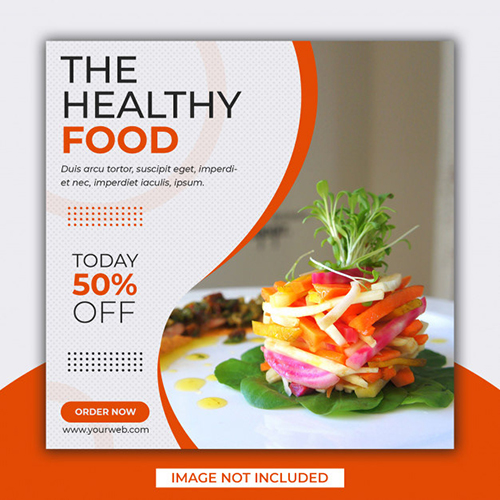 THE
HEALTHY
FOOD
Duis arcu tortor, suscipit eget, imperdi-
et nec, imperdiet iaculis, ipsum.
TODAY
50%
OFF
ORDER NOW
www.yourweb.com
IMAGE NOT INCLUDED